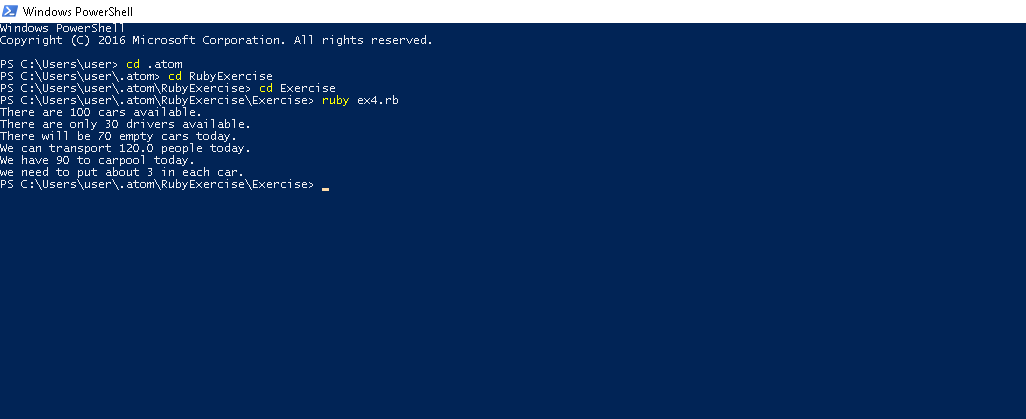 Windows PowerShell
Windows PowerShell
Copyright (C) 2016 Microsoft Corporation. All rights reserved.
PS C:\Users\user> cd .atom
PS C:\Users\user\.atom> cd RubyExercise
PS C:\Users\user\.atom\RubyExercise> cd Exercise
PS C:\Users\user\.atom\RubyExercise\Exercise> ruby ex4.rb
There are 100 cars available.
There are only 30 drivers available.
There will be 70 empty cars today.
We can transport 120.0 people today.
We have 90 to carpool today.
we need to put about 3 in each car.
PS C:\Users\user\.atom\RubyExercise\Exercise>